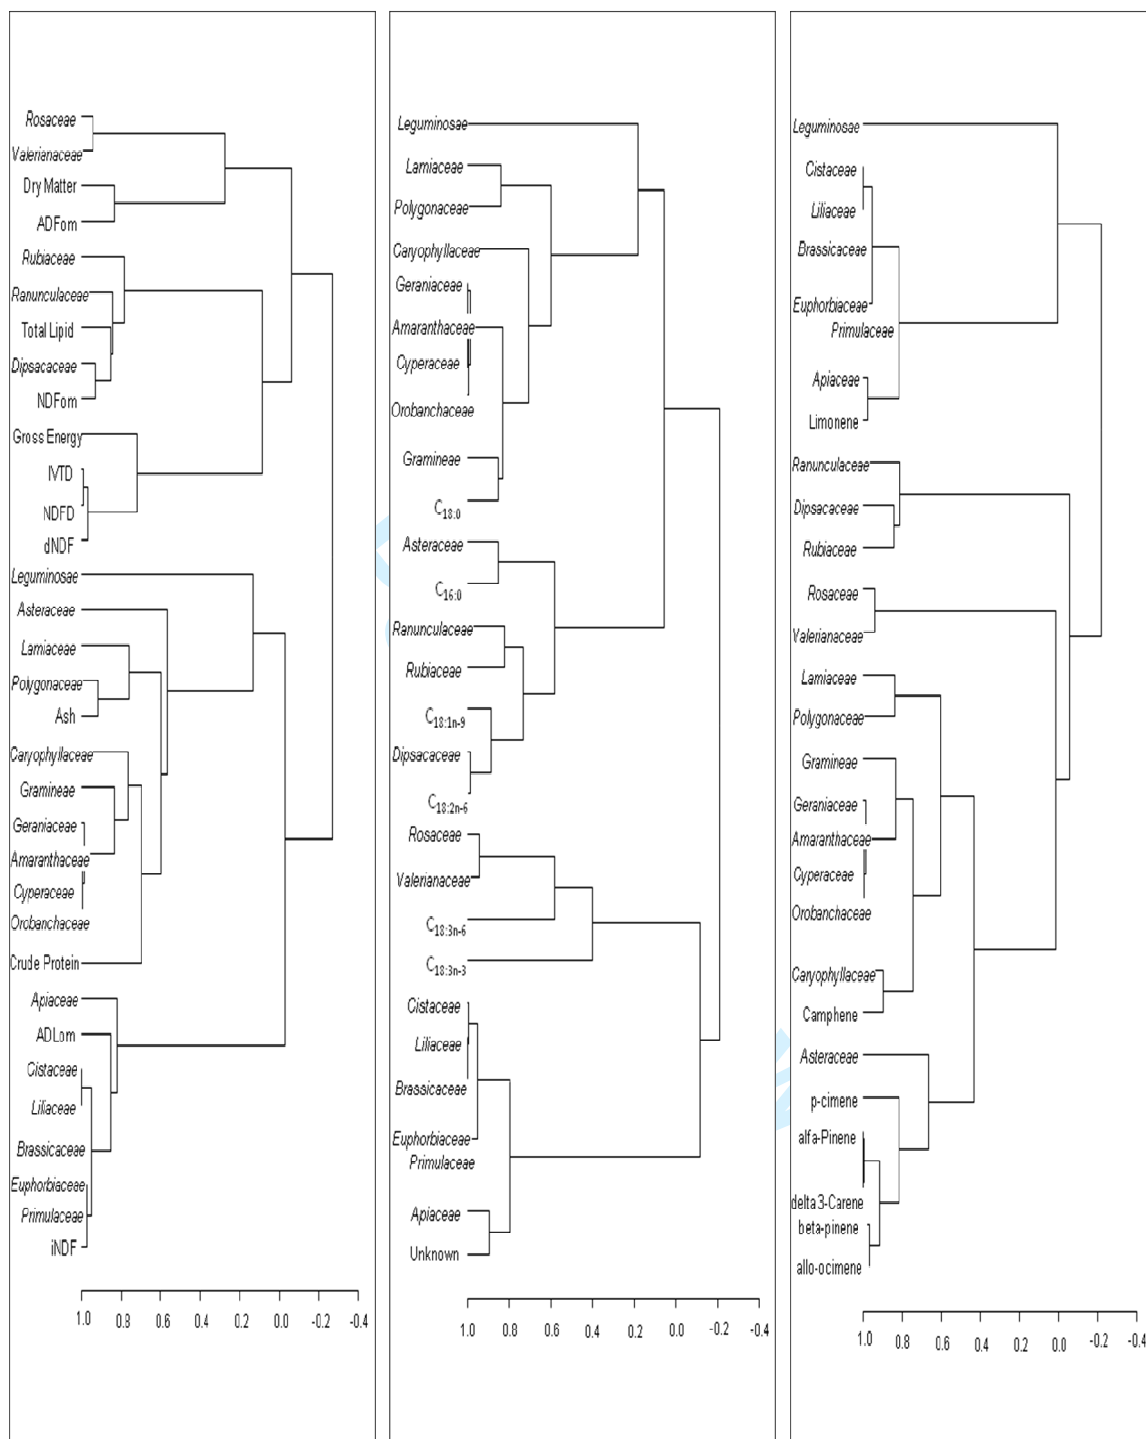 Rosaceae
Valerianaceae
Dry Matter
ADFom
Rubiaceae
Ranunculaceae
Total Lipid
Dipsacaceae
NDFom
Gross Energy
IVTD
NDFD
dNDF
Leguminosae
Asteraceae
Lamiaceae
Polygonaceae
Ash
Caryophyllaceae
Gramineae
Geraniaceae
Amaranthaceae
Cyperaceae
Orobanchaceae
Crude Protein
Apiaceae
ADLom
Cistaceae
Liliaceae
Brassicaceae
Euphorbiaceae
Primulaceae
iNDF
1.0 0.8 0.6 0.4 0.2 0.0 -0.2 -0.4
Leguminosae
Lamiaceae
Polygonaceae
Caryophyllaceae
Geraniaceae
Amaranthaceae
Cyperaceae
Orobanchaceae
Gramineae
C18:0
Asteraceae
C16:0
Ranunculaceae
Rubiaceae
C18:1n-9
Dipsacaceae
C18:2n-6
Rosaceae
Valerianaceae
C18:3n-6
C18:3n-3
Cistaceae
Liliaceae
Brassicaceae
Euphorbiaceae
Primulaceae
Apiaceae
Unknown
1.0 0.8 0.6 0.4 0.2 0.0 -0.2 -0.4
Leguminosae
Cistaceae
Liliaceae
Brassicaceae
Euphorbiaceae
Primulaceae
Apiaceae
Limonene
Ranunculaceae
Dipsacaceae
Rubiaceae
Rosaceae
Valerianaceae
Lamiaceae
Polygonaceae
Gramineae
Geraniaceae
Amaranthaceae
Cyperaceae
Orobanchaceae
Caryophyllaceae
Camphene
Asteraceae
p-cimene
alfa-Pinene
delta 3-Carene
beta-pinene
allo-ocimene
1.0 0.8 0.6 0.4 0.2 0.0 -0.2 -0.4